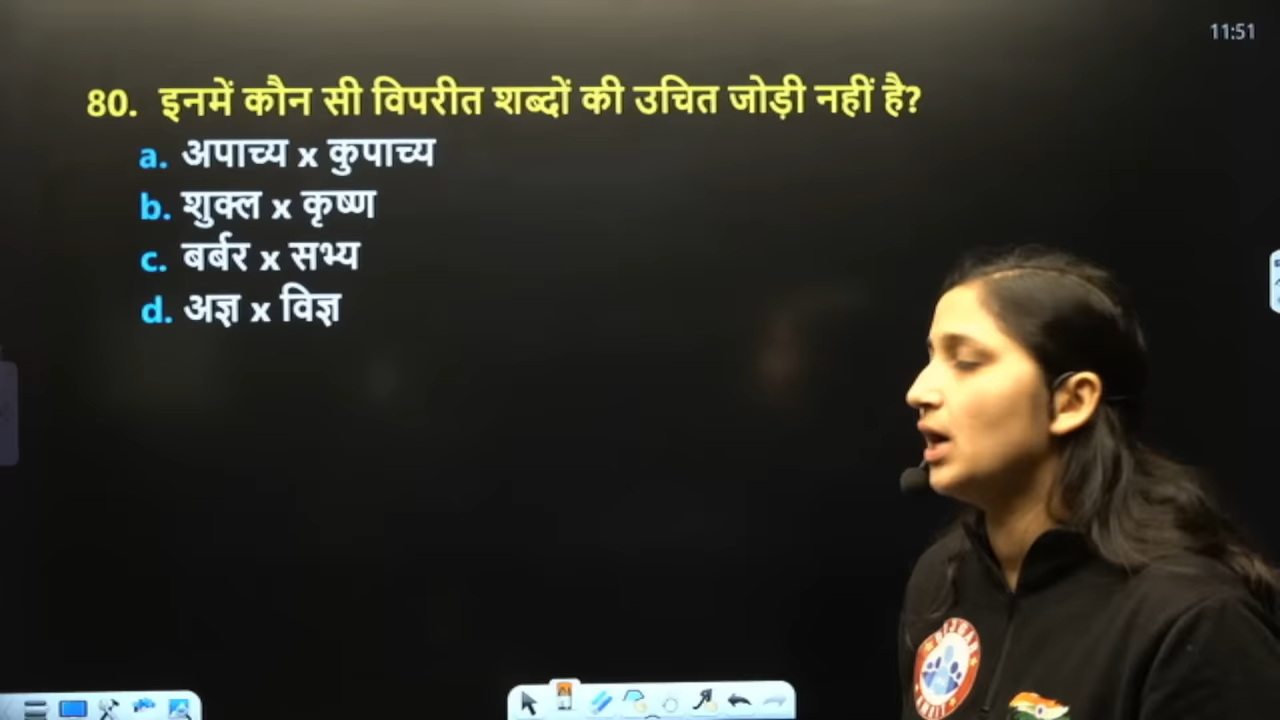 11:51
80. इनमें कौन सी विपरीत शब्दों की उचित जोड़ी नहीं है?
a. अपाच्य x कुपाच्य
b. शुक्ल x कृष्ण
c. बर्बर x सभ्य
d. अज्ञ x विज्ञ